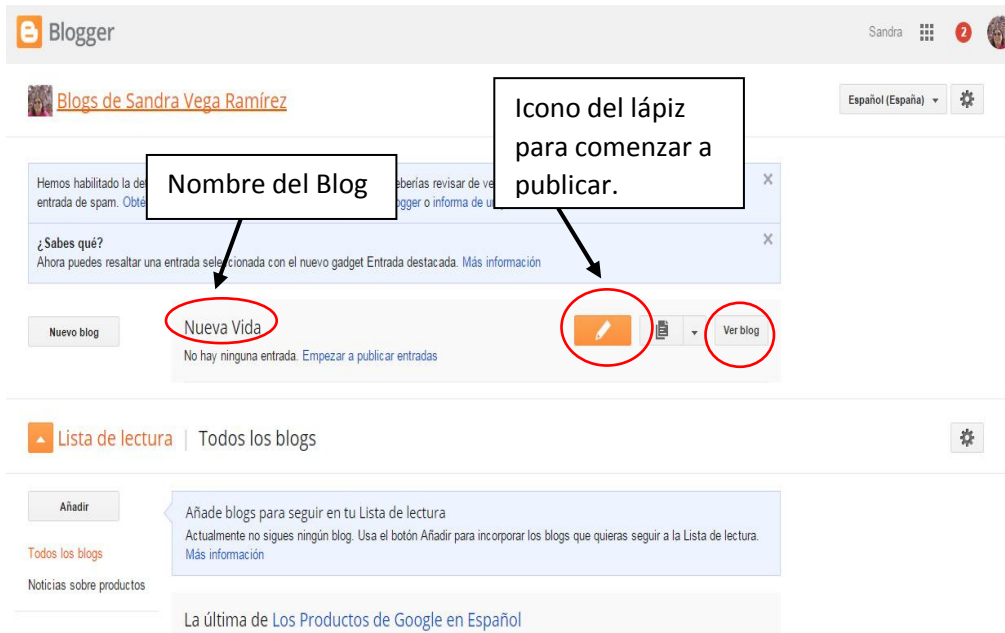 Blogger
Sandra
2
Blogs de Sandra Vega Ramírez
Español (España)
Icono del lápiz
para comenzar a
publicar.
Nombre del Blog
Hemos habilitado la eberías revisar de
entrada de spam. o informa de
¿Sabes qué?
Ahora puedes resaltar una entrada seleccionada con el nuevo gadget Entrada destacada. Más información
Nuevo blog
Nueva Vida
No hay ninguna entrada. Empezar a publicar entradas
Ver blog
Lista de lectura | Todos los blogs
Añadir
Añade blogs para seguir en tu Lista de lectura
Actualmente no sigues ningún blog. Usa el botón Añadir para incorporar los blogs que quieras seguir a la Lista de lectura.
Más información
Todos los blogs
Noticias sobre productos
La última de Los Productos de Google en Español